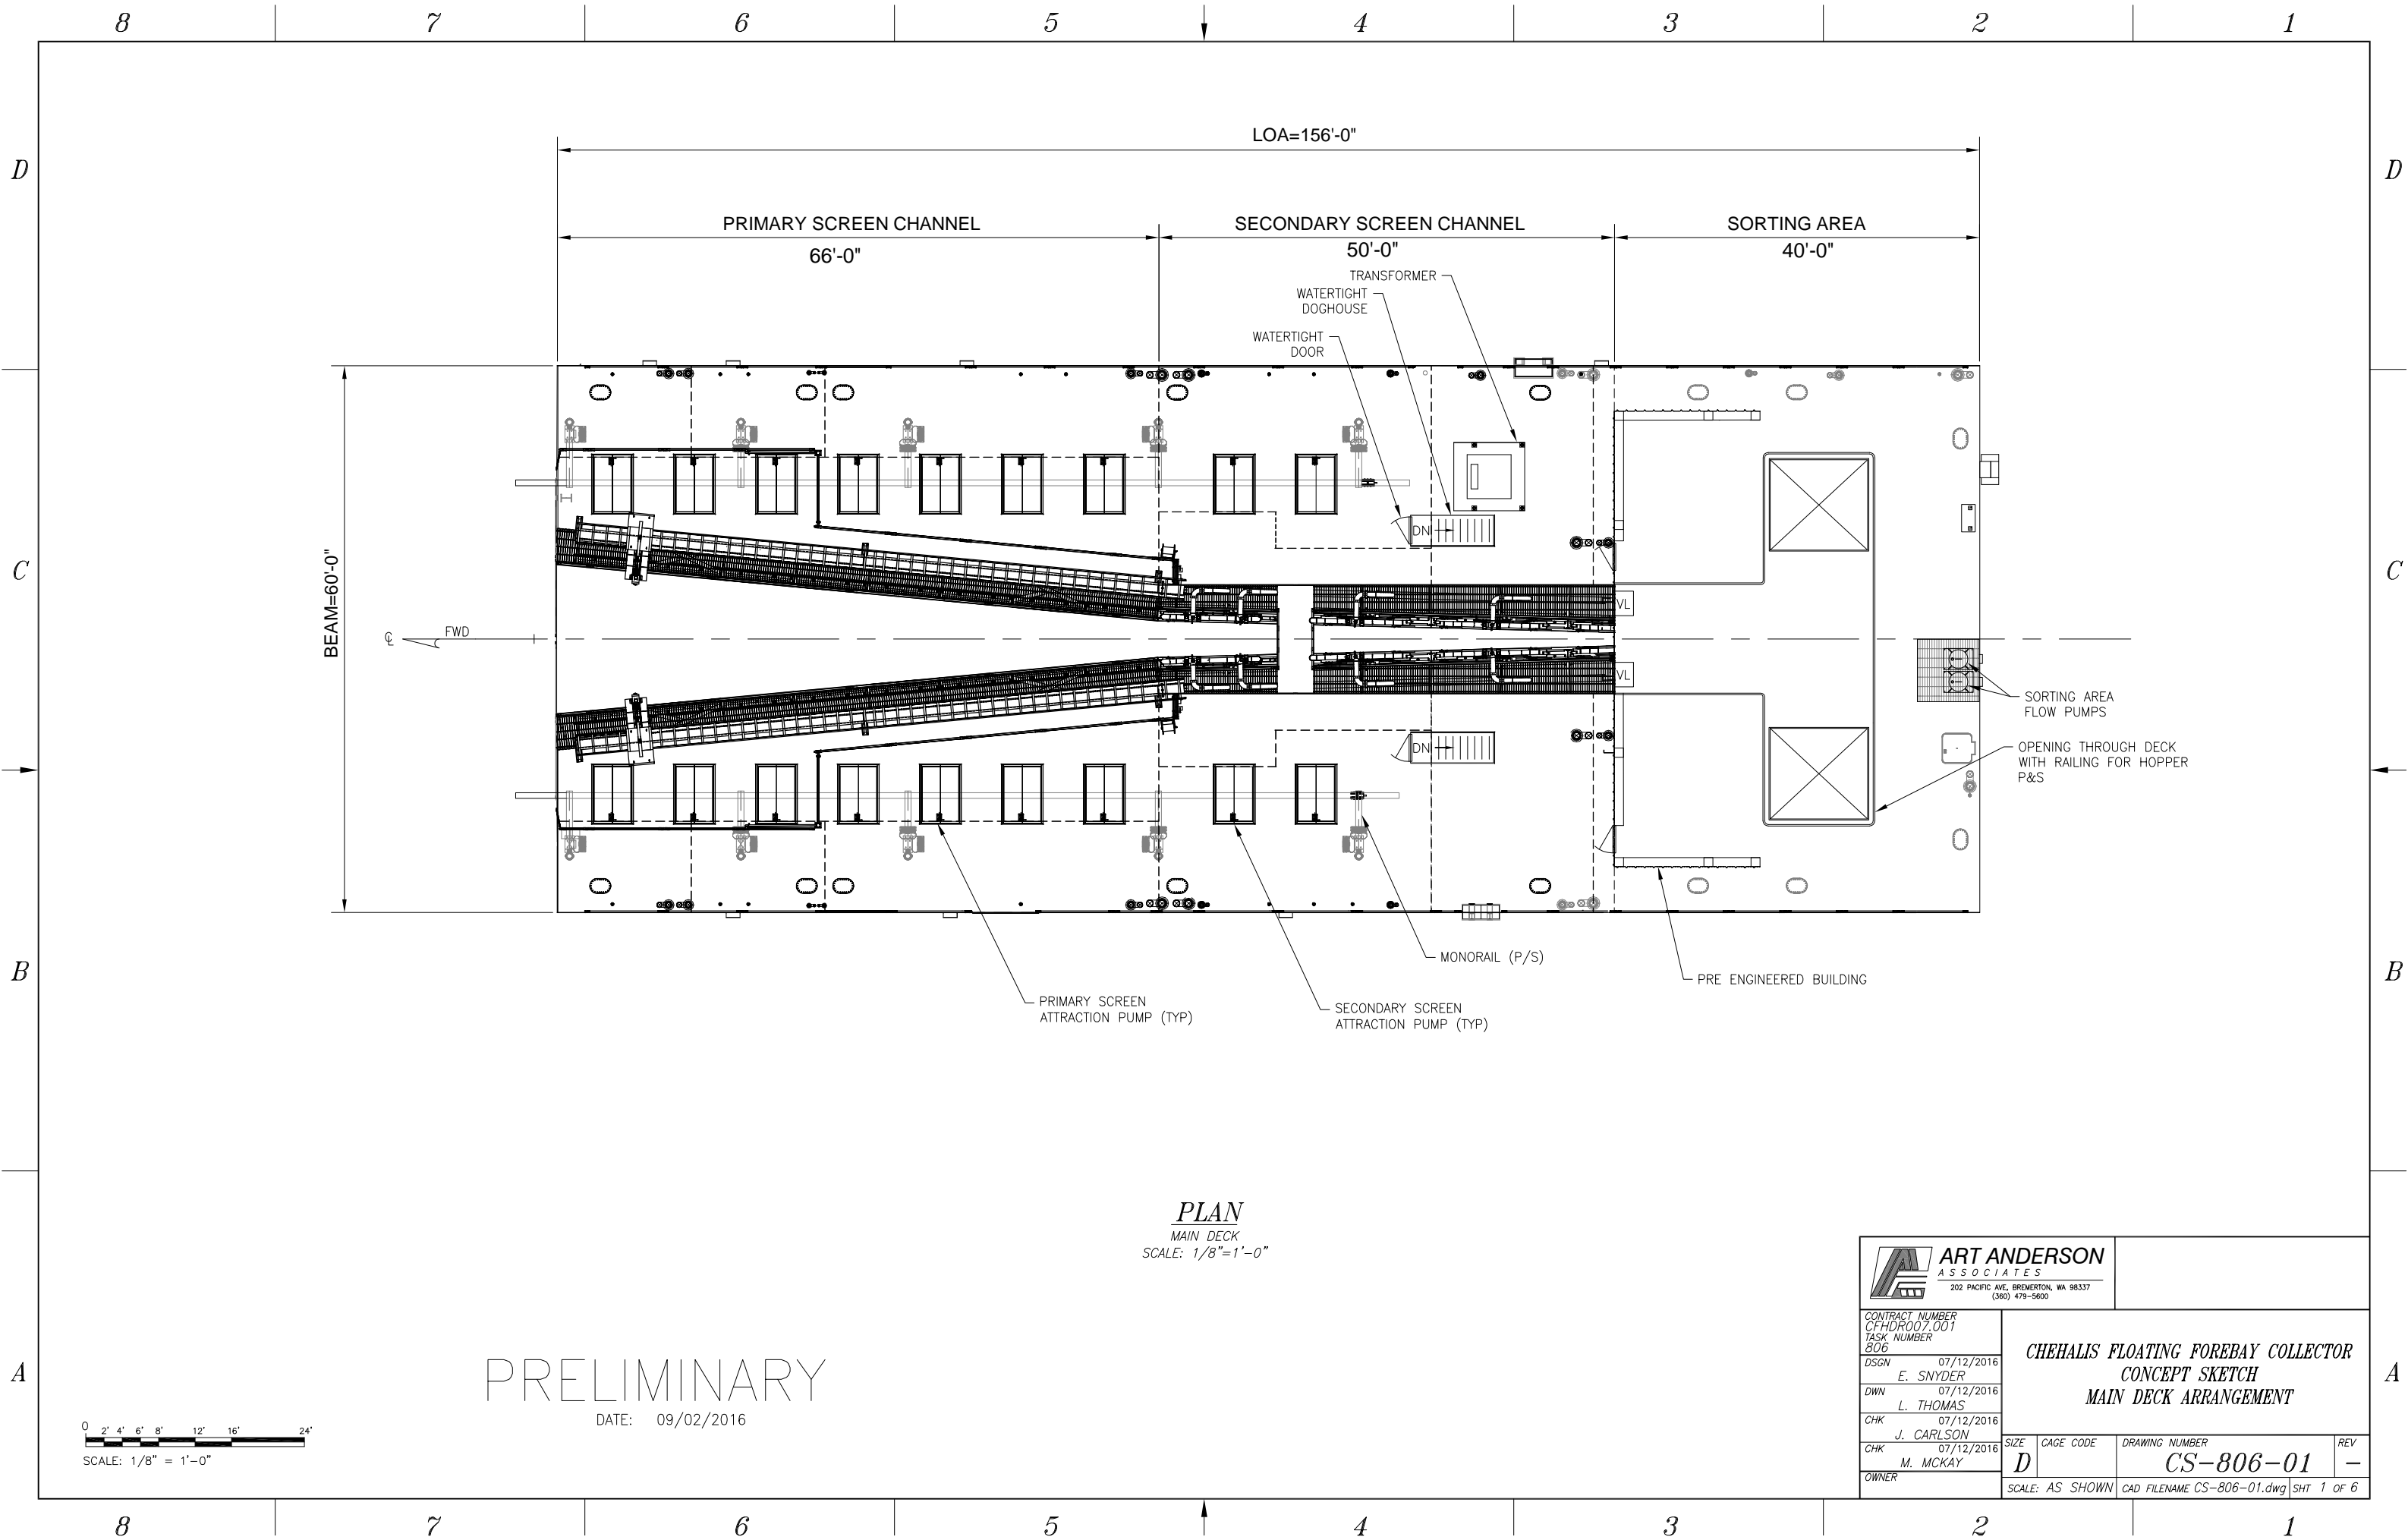 8 7 6 5 4 3 2 1
D D
LOA=156'-0"
PRIMARY SCREEN CHANNEL
66'-0"
SECONDARY SCREEN CHANNEL
50'-0"
SORTING AREA
40'-0"
TRANSFORMER
WATERTIGHT
DOGHOUSE
WATERTIGHT
DOOR
BEAM=60'-0"
C C
℄ FWD
DN
VL
VL
DN
SORTING AREA
FLOW PUMPS
OPENING THROUGH DECK
WITH RAILING FOR HOPPER
P&S
B B
MONORAIL (P/S)
PRE ENGINEERED BUILDING
PRIMARY SCREEN
ATTRACTION PUMP (TYP)
SECONDARY SCREEN
ATTRACTION PUMP (TYP)
PLAN
MAIN DECK
SCALE: 1/8"=1'-0"
A A
PRELIMINARY
DATE: 09/02/2016
0 2' 4' 6' 8' 12' 16' 24'
SCALE: 1/8" = 1'-0"
ART ANDERSON
ASSOCIATES
202 PACIFIC AVE, BREMERTON, WA 98337
(360) 479-5600
CONTRACT NUMBER
CFHDR007.001
TASK NUMBER
806
DSGN 07/12/2016
E. SNYDER
DWN 07/12/2016
L. THOMAS
CHK 07/12/2016
J. CARLSON
CHK 07/12/2016
M. MCKAY
OWNER
CHEHALIS FLOATING FOREBAY COLLECTOR
CONCEPT SKETCH
MAIN DECK ARRANGEMENT
SIZE
D
CAGE CODE
DRAWING NUMBER
CS-806-01
REV
-
SCALE: AS SHOWN
CAD FILENAME CS-806-01.dwg
SHT 1 OF 6
8 7 6 5 4 3 2 1